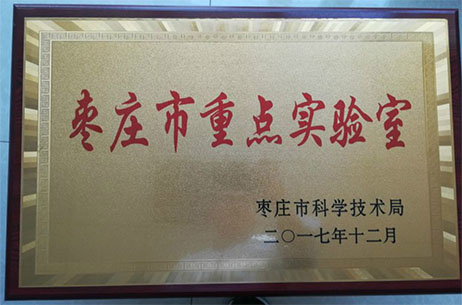 枣庄市重点实验室
枣庄市科学技术局
二〇一七年十二月